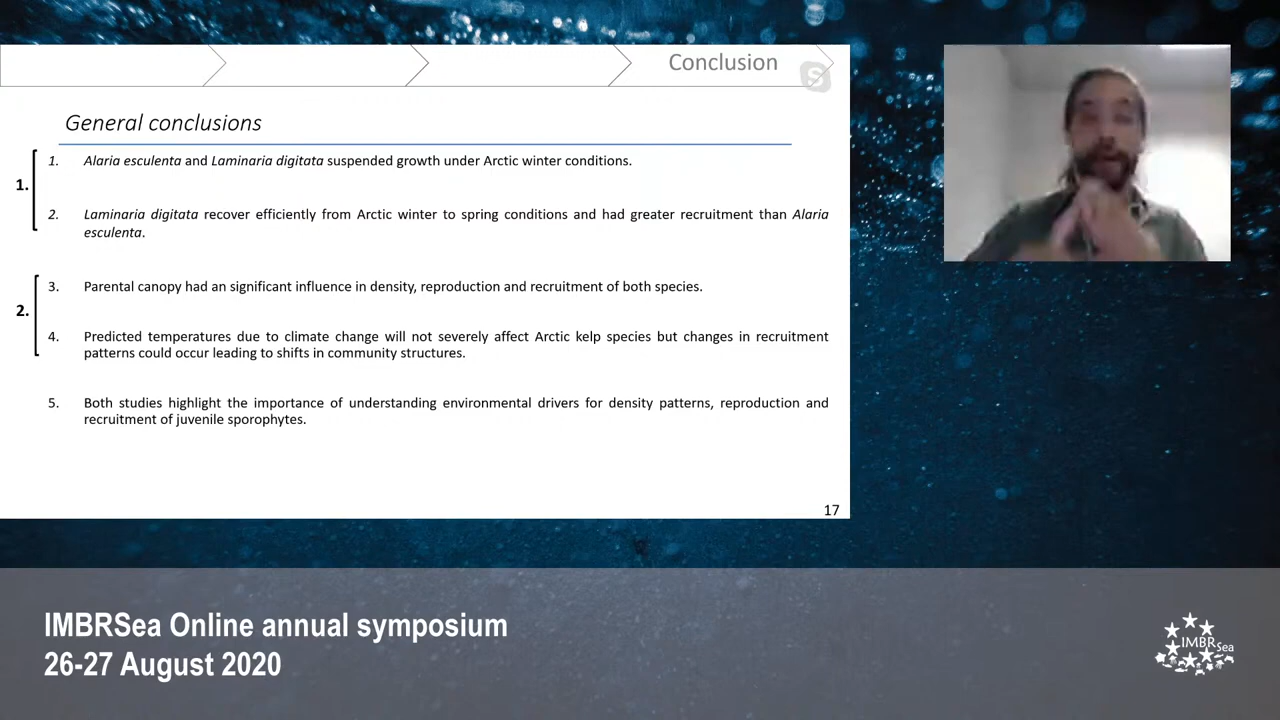 Conclusion
General conclusions
1.
1. Alaria esculenta and Laminaria digitata suspended growth under Arctic winter conditions.
2. Laminaria digitata recover efficiently from Arctic winter to spring conditions and had greater recruitment than Alaria
esculenta.
2.
3. Parental canopy had an significant influence in density, reproduction and recruitment of both species.
4. Predicted temperatures due to climate change will not severely affect Arctic kelp species but changes in recruitment
patterns could occur leading to shifts in community structures.
5. Both studies highlight the importance of understanding environmental drivers for density patterns, reproduction and
recruitment of juvenile sporophytes.
17
IMBRSea Online annual symposium
26-27 August 2020
IMBRSea